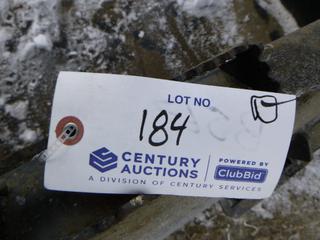 LOT NO
184
CENTURY
AUCTIONS
POWERED BY
ClubBid
A DIVISION OF CENTURY SERVICES